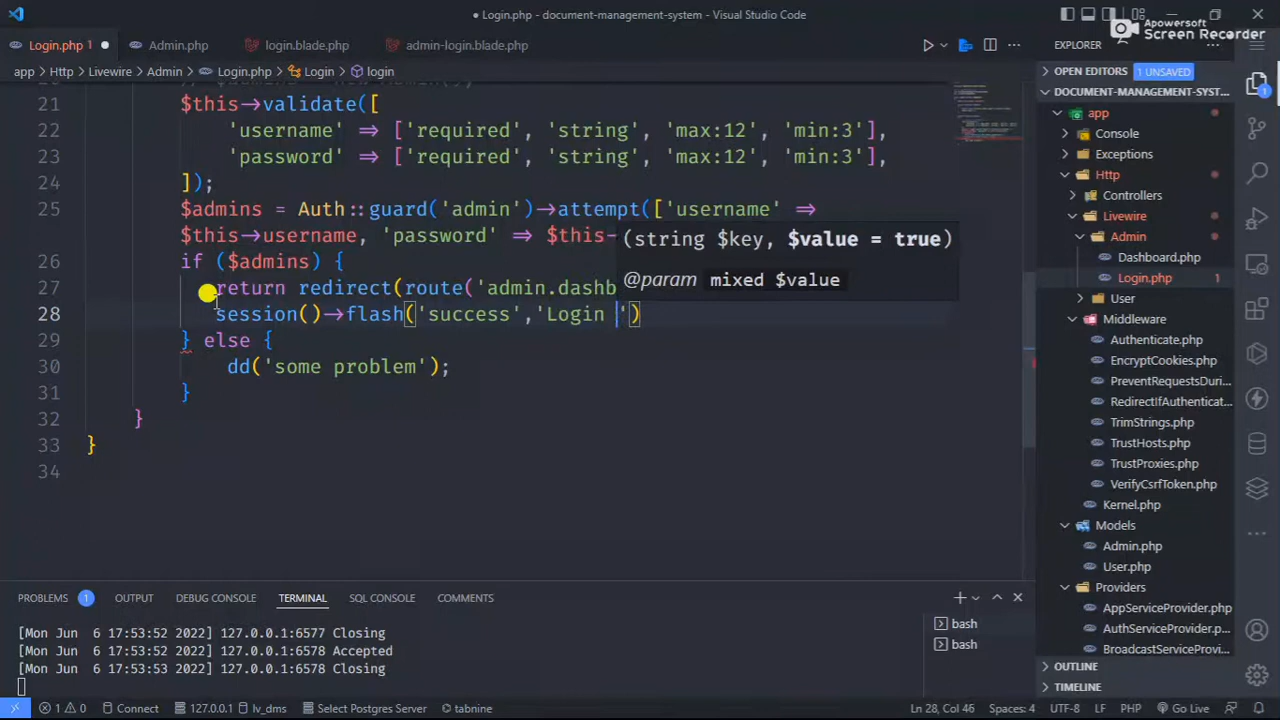 Login.php - document-management-system - Visual Studio Code
Apowersoft
Screen Recorder
Login.php 1
Admin.php
login.blade.php
admin-login.blade.php
app > Http > Livewire > Admin > Login.php > Login > login
21 $this->validate([
22 'username' => ['required', 'string', 'max:12', 'min:3'],
23 'password' => ['required', 'string', 'max:12', 'min:3'],
24 ]);
25 $admins = Auth::guard('admin')->attempt(['username' =>
$this->username, 'password' => $this-
(string $key, $value = true)
@param mixed $value
26 if ($admins) {
27 return redirect(route('admin.dashb
28 session()->flash('success','Login ')
29 } else {
30 dd('some problem');
31 }
32 }
33 }
34
EXPLORER
OPEN EDITORS 1 UNSAVED
DOCUMENT-MANAGEMENT-SYST...
app
Console
Exceptions
Http
Controllers
Livewire
Admin
Dashboard.php
Login.php 1
User
Middleware
Authenticate.php
EncryptCookies.php
PreventRequestsDuri...
RedirectIfAuthenticat...
TrimStrings.php
TrustHosts.php
TrustProxies.php
VerifyCsrfToken.php
Kernel.php
Models
Admin.php
User.php
Providers
AppServiceProvider.php
AuthServiceProvider.p...
BroadcastServiceProvi...
OUTLINE
TIMELINE
PROBLEMS 1 OUTPUT DEBUG CONSOLE TERMINAL SQL CONSOLE COMMENTS
[Mon Jun 6 17:53:52 2022] 127.0.0.1:6577 Closing
[Mon Jun 6 17:53:52 2022] 127.0.0.1:6578 Accepted
[Mon Jun 6 17:53:53 2022] 127.0.0.1:6578 Closing
bash
bash
1 0 Connect 127.0.0.1 lv_dms Select Postgres Server tabnine Ln 28, Col 46 Spaces: 4 UTF-8 LF PHP Go Live